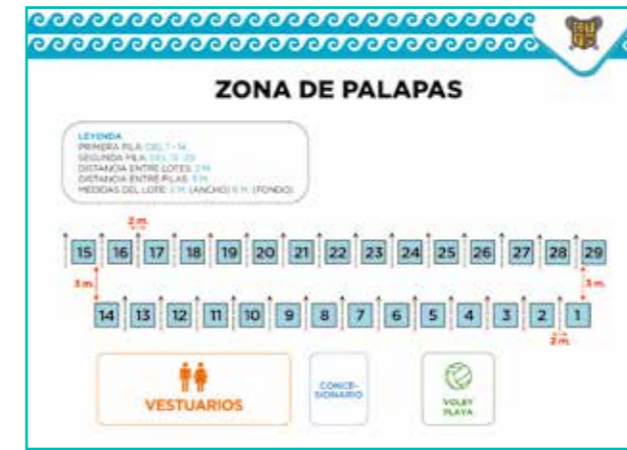 ZONA DE PALAPAS
LEYENDA
PRIMERA FILA: DEL 1 - 14
SEGUNDA FILA: DEL 15 -29
DISTANCIA ENTRE LOTES: 2 M.
DISTANCIA ENTRE FILAS: 3 M.
MEDIDAS DEL LOTE: 3 M. (ANCHO) 6 M. (FONDO)
2 m.
15 16 17 18 19 20 21 22 23 24 25 26 27 28 29
3 m. 3 m.
14 13 12 11 10 9 8 7 6 5 4 3 2 1
2 m.
VESTUARIOS
CONCE-
SIONARIO
VOLEY
PLAYA